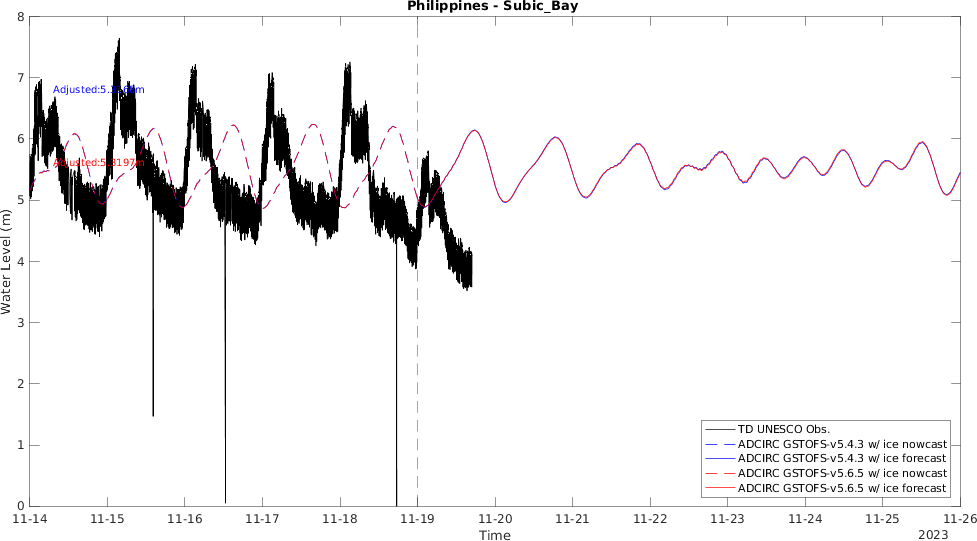 Philippines - Subic_Bay
8
7
6
5
4
3
2
1
0
Water Level (m)
11-14
11-15
11-16
11-17
11-18
11-19
11-20
11-21
11-22
11-23
11-24
11-25
11-26
Time
2023
TD UNESCO Obs.
ADCIRC GSTOFS-v5.4.3 w/ ice nowcast
ADCIRC GSTOFS-v5.4.3 w/ ice forecast
ADCIRC GSTOFS-v5.6.5 w/ ice nowcast
ADCIRC GSTOFS-v5.6.5 w/ ice forecast